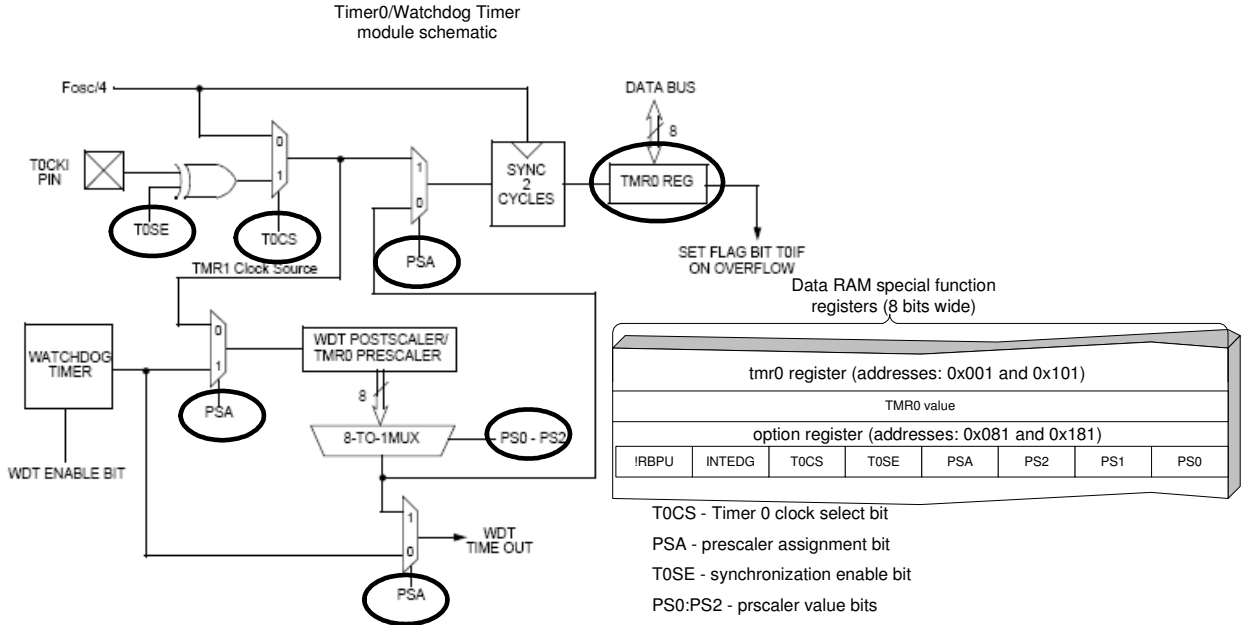 Timer0/Watchdog Timer
module schematic
Fosc/4
DATA BUS
8
T0CKI
PIN
0
1
1
0
SYNC
2
CYCLES
TMR0 REG
T0SE
T0CS
PSA
SET FLAG BIT T0IF
ON OVERFLOW
TMR1 Clock Source
Data RAM special function
registers (8 bits wide)
WATCHDOG
TIMER
0
1
WDT POSTSCALER/
TMR0 PRESCALER
tmr0 register (addresses: 0x001 and 0x101)
TMR0 value
PSA
8
8-TO-1MUX
PS0 - PS2
option register (addresses: 0x081 and 0x181)
!RBPU INTEDG T0CS T0SE PSA PS2 PS1 PS0
WDT ENABLE BIT
1
0
WDT
TIME OUT
PSA
T0CS - Timer 0 clock select bit
PSA - prescaler assignment bit
T0SE - synchronization enable bit
PS0:PS2 - prscaler value bits